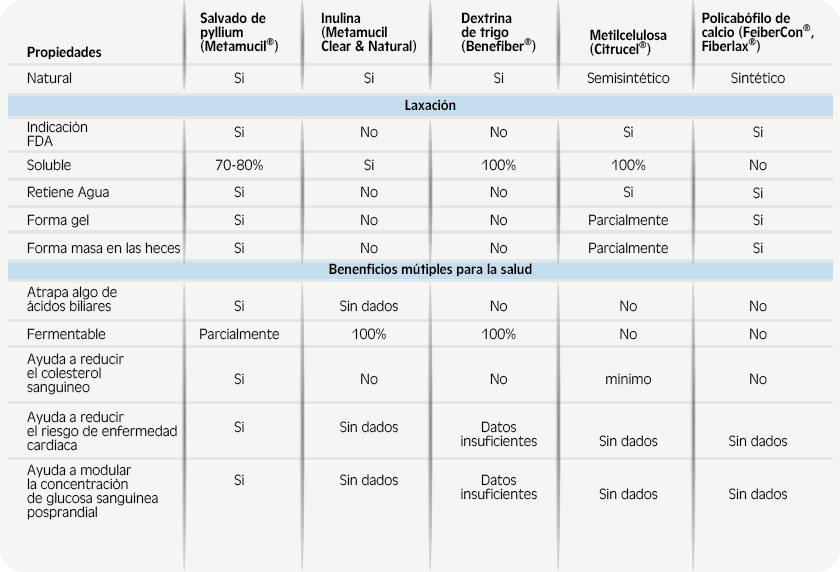 Propiedades
Salvado de
pyllium
(Metamucil®)
Inulina
(Metamucil
Clear & Natural)
Dextrina
de trigo
(Benefiber®)
Metilcelulosa
(Citrucel®)
Policabófilo de
calcio (FeiberCon®,
Fiberlax®)
Natural Si Si Si Semisintético Sintético
Laxación
Indicaciòn
FDA
Si No No Si Si
Soluble 70-80% Si 100% 100% No
Retiene Agua Si No No Si Si
Forma gel Si No No Parcialmente Si
Forma masa en las heces Si No No Parcialmente Si
Benenficios mútiples para la salud
Atrapa algo de
ácidos biliares
Si Sin dados No No No
Fermentable Parcialmente 100% 100% No No
Ayuda a reducir
el colesterol
sanguineo
Si No No mínimo No
Ayuda a reducir
el riesgo de enfermedad
cardiaca
Si Sin dados Datos
insuficientes
Sin dados Sin dados
Ayuda a modular
la concentraciòn
de glucosa sanguinea
posprandial
Si Sin dados Datos
insuficientes
Sin dados Sin dados